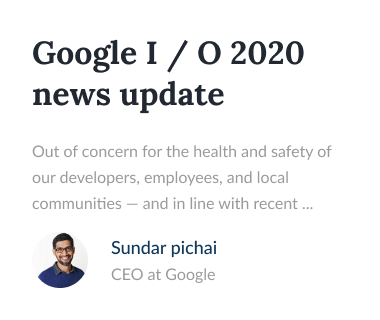 Google I / O 2020
news update
Out of concern for the health and safety of
our developers, employees, and local
communities — and in line with recent ...
Sundar pichai
CEO at Google